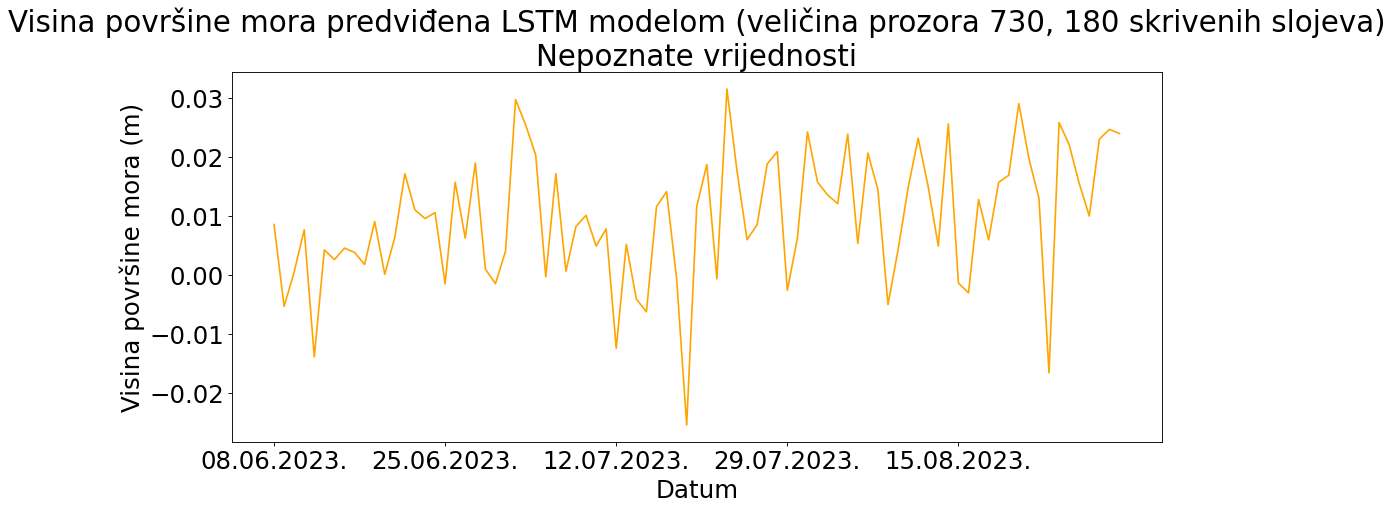 Visina površine mora predviđena LSTM modelom (veličina prozora 730, 180 skrivenih slojeva)
Nepoznate vrijednosti
Visina površine mora (m)
0.03
0.02
0.01
0.00
−0.01
−0.02
08.06.2023. 25.06.2023. 12.07.2023. 29.07.2023. 15.08.2023.
Datum